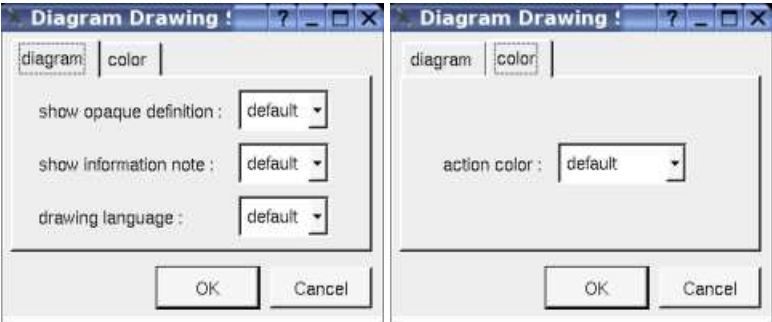 Diagram Drawing S
diagram color
show opaque definition : default
show information note : default
drawing language : default
OK Cancel
Diagram Drawing S
diagram color
action color : default
OK Cancel